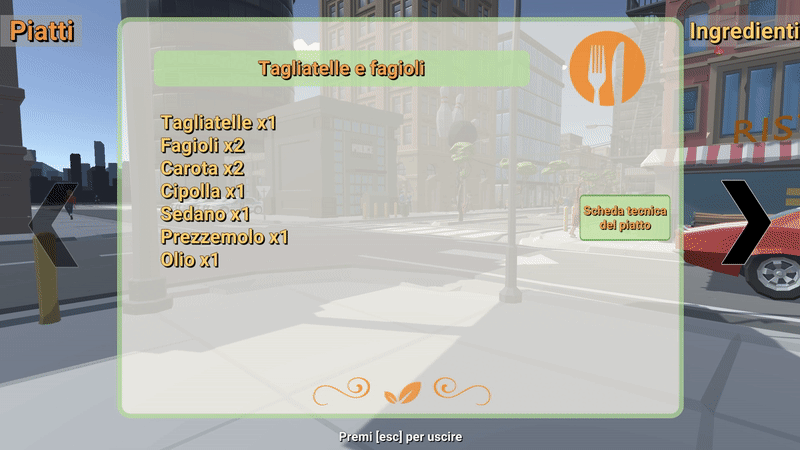 Piatti
Ingredienti
Tagliatelle e fagioli
Tagliatelle x1
Fagioli x2
Carota x2
Cipolla x1
Sedano x1
Prezzemolo x1
Olio x1
Scheda tecnica
del piatto
RIS
Premi [esc] per uscire